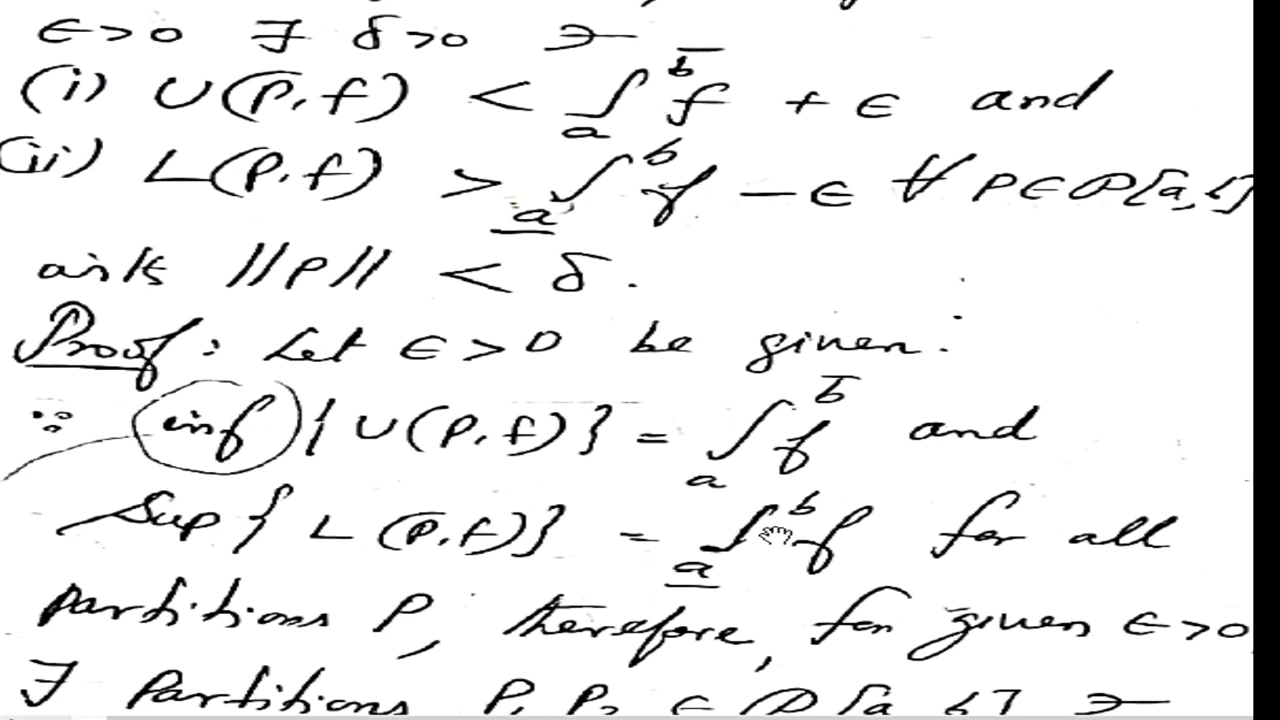 ϵ>0 ∃ δ>0 ∋
(i) U(P,f) < ∫_a^b̅ f + ϵ and
(ii) L(P,f) > ∫_a̲^b f − ϵ ∀ P∈𝒫[a,b]
with ||P|| < δ.
Proof: Let ϵ>0 be given.
∵ inf{U(P,f)} = ∫_a^b̅ f and
Sup{L(P,f)} = ∫_a̲^b f for all
partitions P, therefore, for given ϵ>0
∃ Partitions P, P₂ ∈ 𝒫[a b] ∋